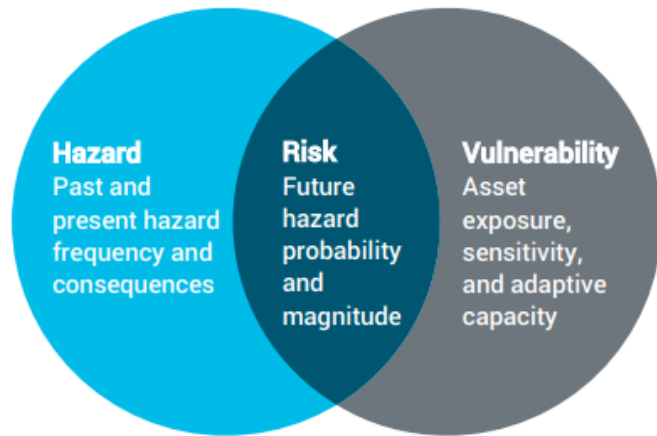 Hazard
Past and
present hazard
frequency and
consequences
Risk
Future
hazard
probability
and
magnitude
Vulnerability
Asset
exposure,
sensitivity,
and adaptive
capacity